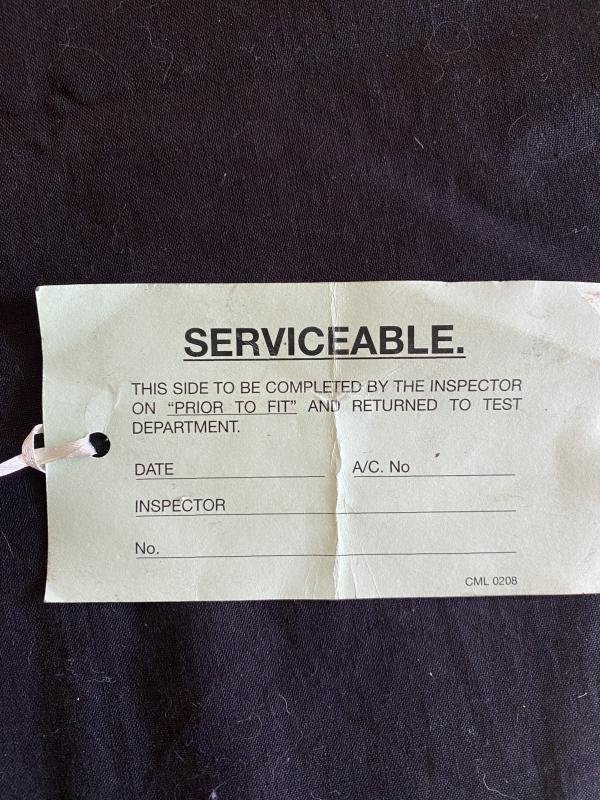 SERVICEABLE.
THIS SIDE TO BE COMPLETED BY THE INSPECTOR
ON “PRIOR TO FIT” AND RETURNED TO TEST
DEPARTMENT.
DATE A/C. No
INSPECTOR
No.
CML 0208